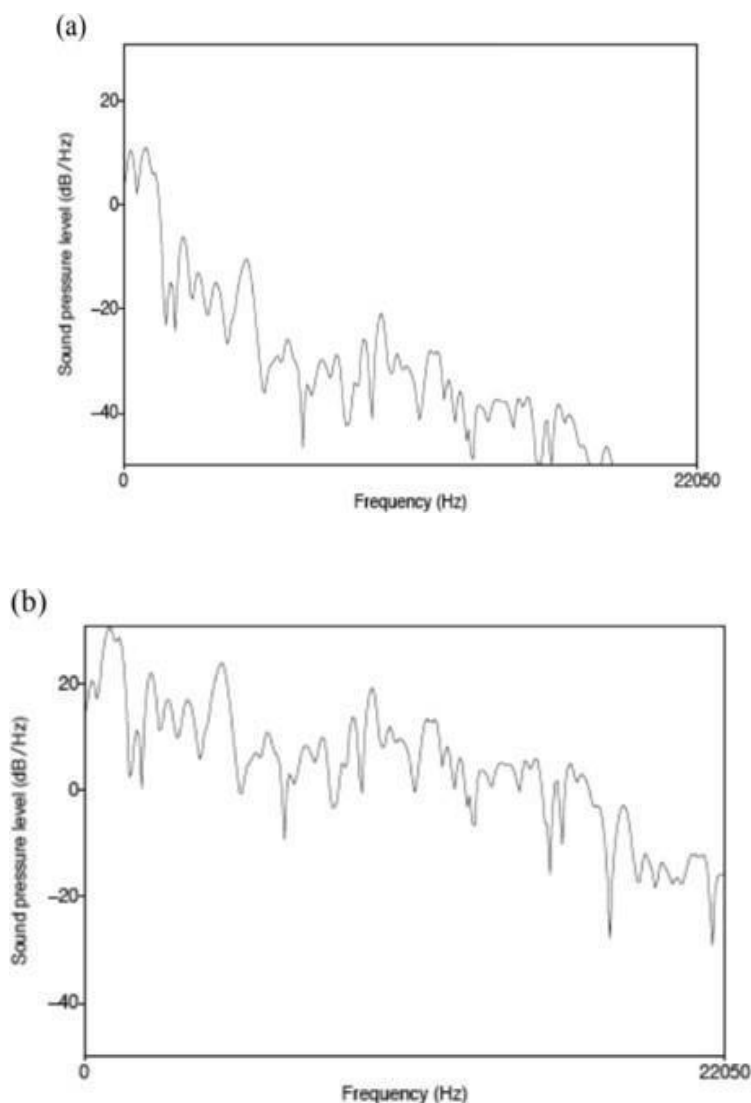 (a)
20
0
–20
–40
Sound pressure level (dB/Hz)
0
22050
Frequency (Hz)
(b)
20
0
–20
–40
Sound pressure level (dB/Hz)
0
22050
Frequency (Hz)